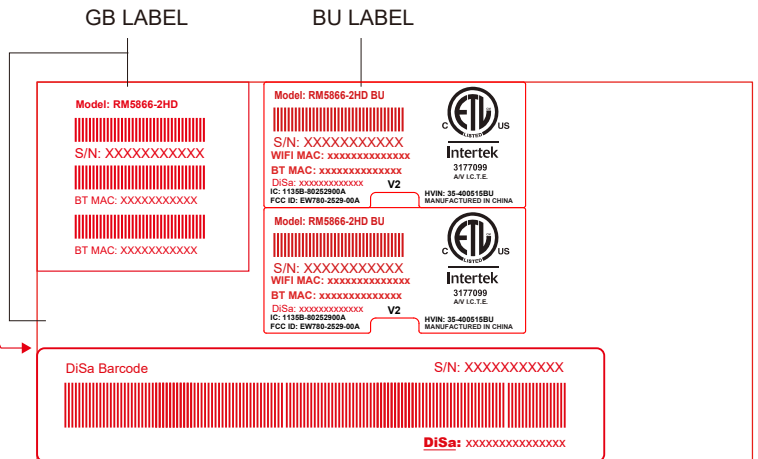 GB LABEL
BU LABEL
Model: RM5866-2HD
S/N: XXXXXXXXXXX
BT MAC: XXXXXXXXXXX
BT MAC: XXXXXXXXXXX
Model: RM5866-2HD BU
S/N: XXXXXXXXXXX
WIFI MAC: xxxxxxxxxxxxxx
BT MAC: xxxxxxxxxxxxxx
DiSa: xxxxxxxxxxxxx
V2
IC: 1135B-80252900A
FCC ID: EW780-2529-00A
ETL
LISTED
C US
Intertek
3177099
A/V I.C.T.E.
HVIN: 35-400515BU
MANUFACTURED IN CHINA
Model: RM5866-2HD BU
S/N: XXXXXXXXXXX
WIFI MAC: xxxxxxxxxxxxxx
BT MAC: xxxxxxxxxxxxxx
DiSa: xxxxxxxxxxxxx
V2
IC: 1135B-80252900A
FCC ID: EW780-2529-00A
ETL
LISTED
C US
Intertek
3177099
A/V I.C.T.E.
HVIN: 35-400515BU
MANUFACTURED IN CHINA
DiSa Barcode
S/N: XXXXXXXXXXX
DiSa: xxxxxxxxxxxxxxx